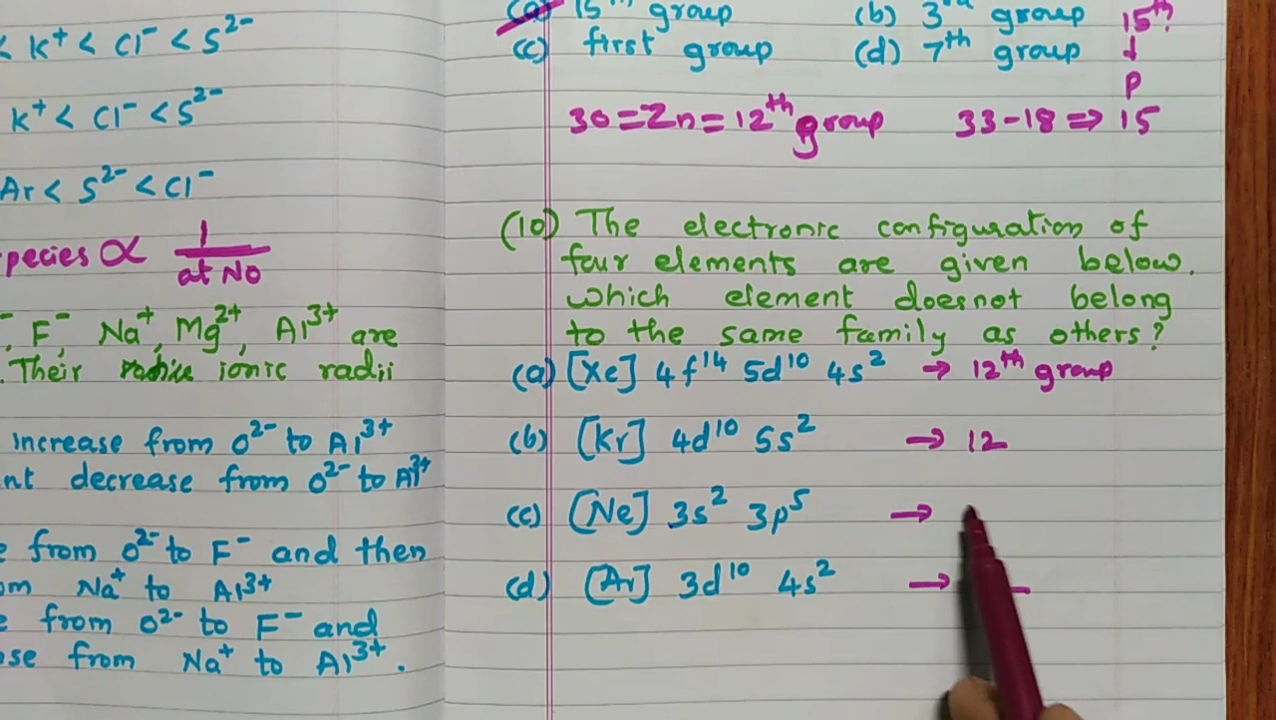 < K⁺ < Cl⁻ < S²⁻
K⁺ < Cl⁻ < S²⁻
Ar < S²⁻ < Cl⁻
pecies ∝ 1
at No
⁻, F⁻, Na⁺, Mg²⁺, Al³⁺ are
. Their ionic radii
increase from O²⁻ to Al³⁺
nt decrease from O²⁻ to Al³⁺
e from O²⁻ to F⁻ and then
om Na⁺ to Al³⁺
e from O²⁻ to F⁻ and
ase from Na⁺ to Al³⁺.
(a) 15th group (b) 3rd group 15th?
(c) first group (d) 7th group ↓
p
30 = Zn = 12th group 33-18 ⇒ 15
(10) The electronic configuration of
four elements are given below.
which element doesnot belong
to the same family as others?
(a) [Xe] 4f¹⁴ 5d¹⁰ 4s² → 12th group
(b) [Kr] 4d¹⁰ 5s² → 12
(c) [Ne] 3s² 3p⁵ →
(d) [Ar] 3d¹⁰ 4s² →